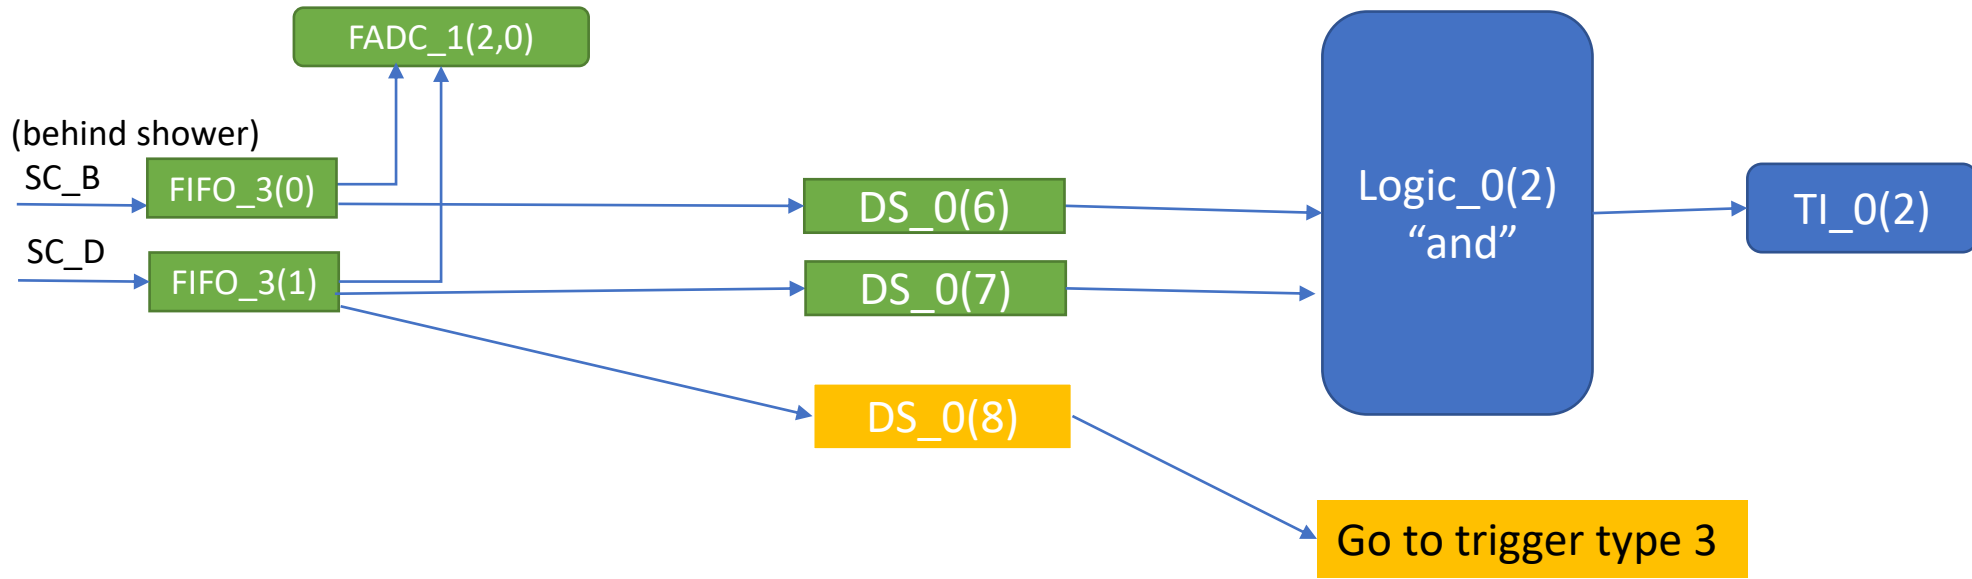 FADC_1(2,0)
(behind shower)
SC_B
FIFO_3(0)
SC_D
FIFO_3(1)
DS_0(6)
DS_0(7)
DS_0(8)
Logic_0(2)
“and”
TI_0(2)
Go to trigger type 3